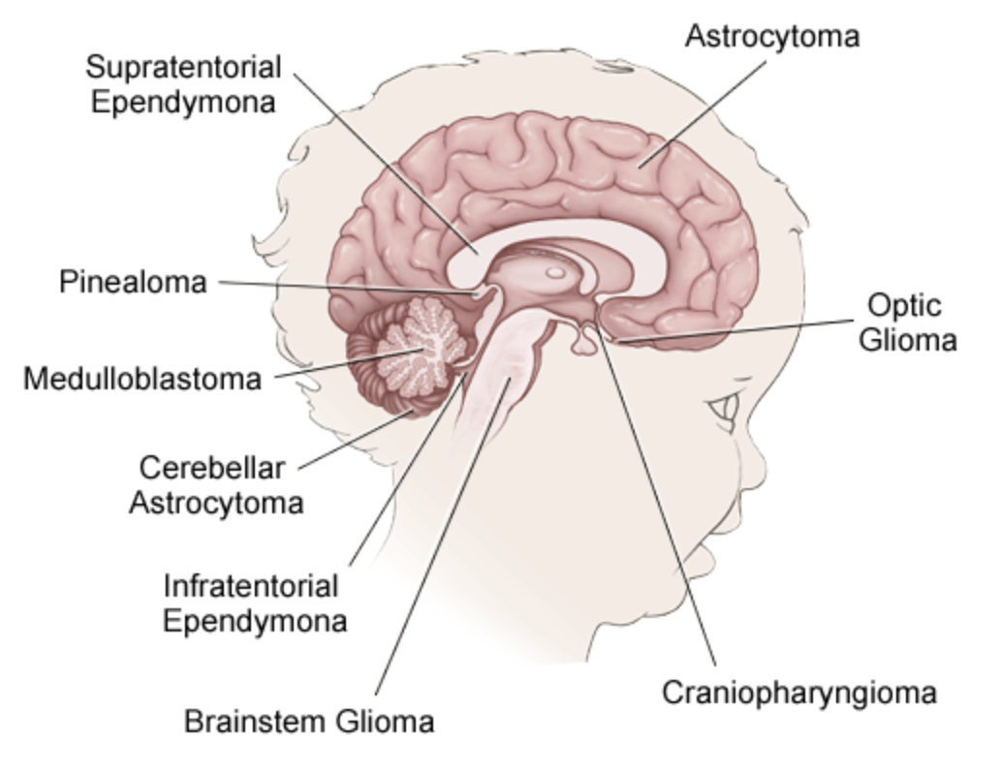 Astrocytoma
Supratentorial
Ependymona
Pinealoma
Optic
Glioma
Medulloblastoma
Cerebellar
Astrocytoma
Infratentorial
Ependymona
Craniopharyngioma
Brainstem Glioma